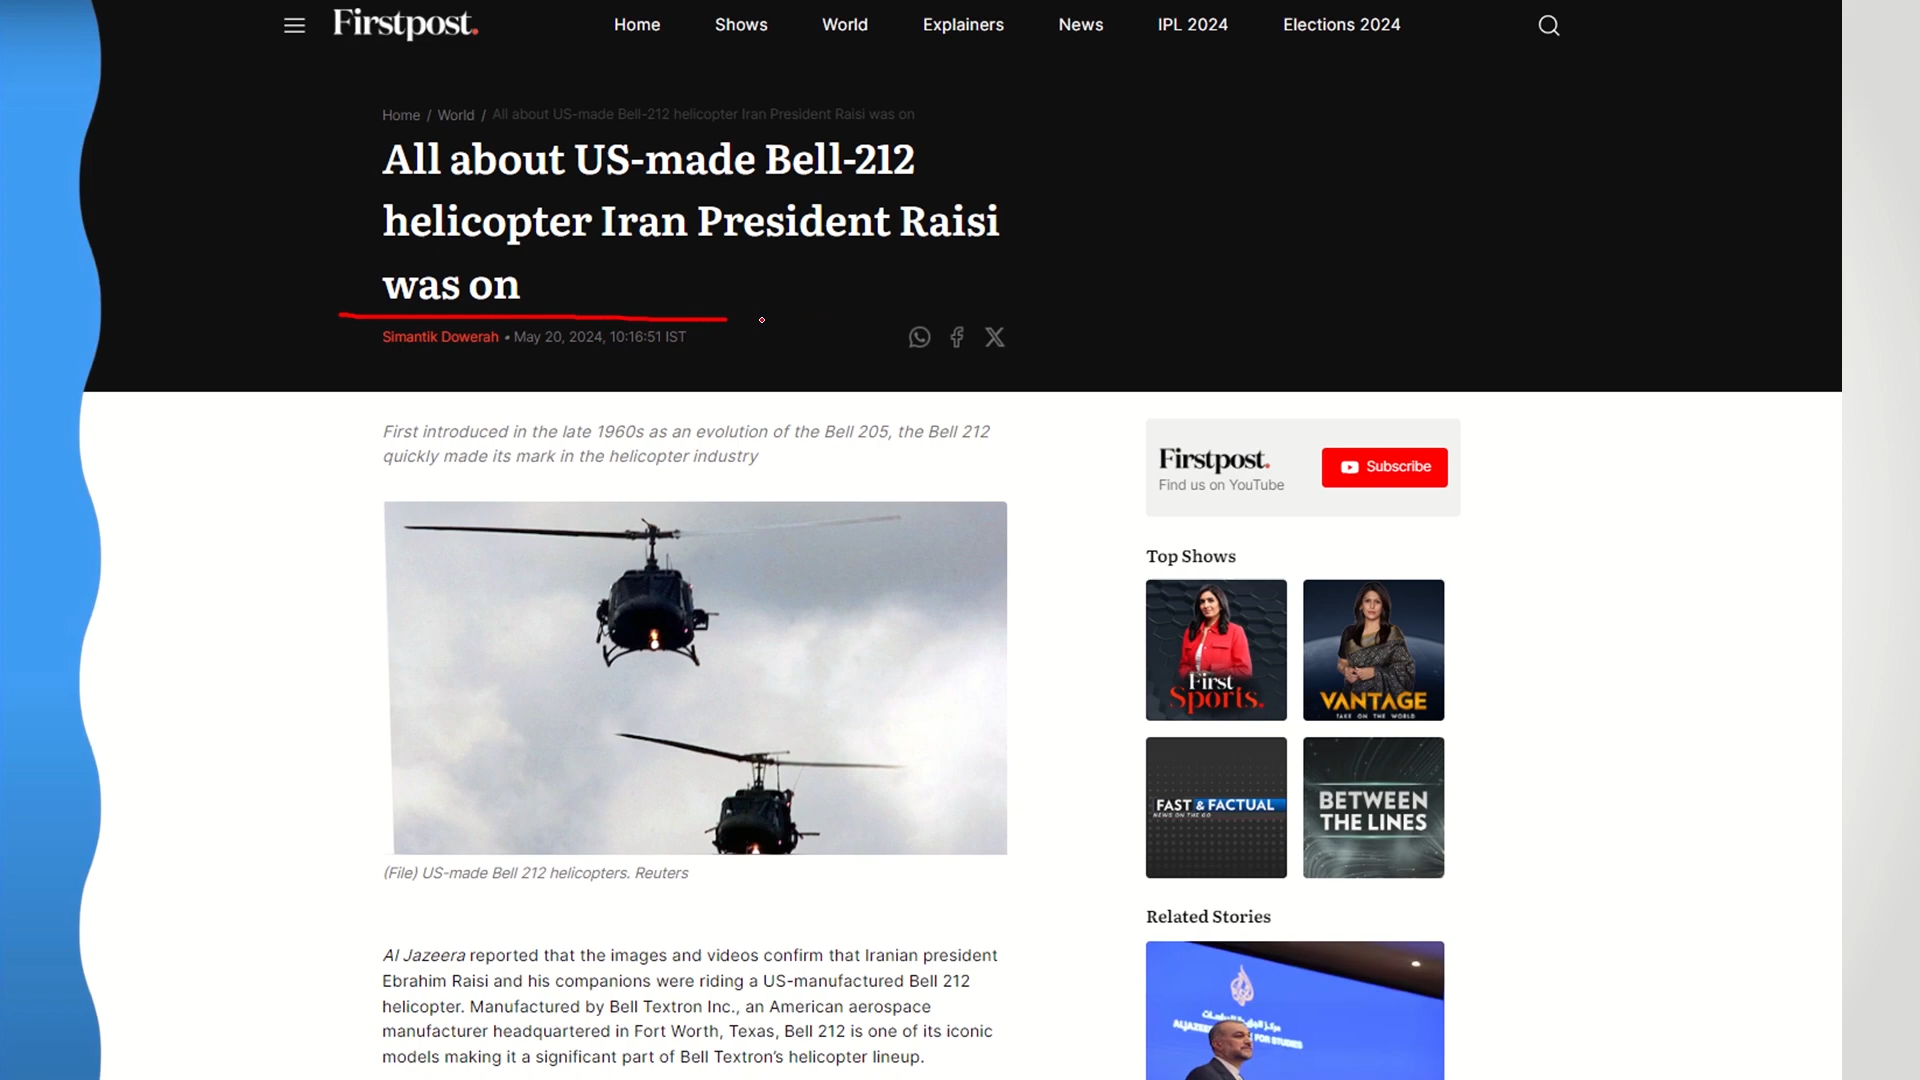 Firstpost.
Home
Shows
World
Explainers
News
IPL 2024
Elections 2024
Home / World / All about US-made Bell-212 helicopter Iran President Raisi was on
All about US-made Bell-212
helicopter Iran President Raisi
was on
Simantik Dowerah • May 20, 2024, 10:16:51 IST
First introduced in the late 1960s as an evolution of the Bell 205, the Bell 212
quickly made its mark in the helicopter industry
(File) US-made Bell 212 helicopters. Reuters
Al Jazeera reported that the images and videos confirm that Iranian president
Ebrahim Raisi and his companions were riding a US-manufactured Bell 212
helicopter. Manufactured by Bell Textron Inc., an American aerospace
manufacturer headquartered in Fort Worth, Texas, Bell 212 is one of its iconic
models making it a significant part of Bell Textron's helicopter lineup.
Firstpost.
Find us on YouTube
Subscribe
Top Shows
First
Sports.
VANTAGE
TAKE ON THE WORLD
FAST & FACTUAL
NEWS ON THE GO
BETWEEN
THE LINES
Related Stories
مركز الجزيرة للدراسات
FOR STUDIES